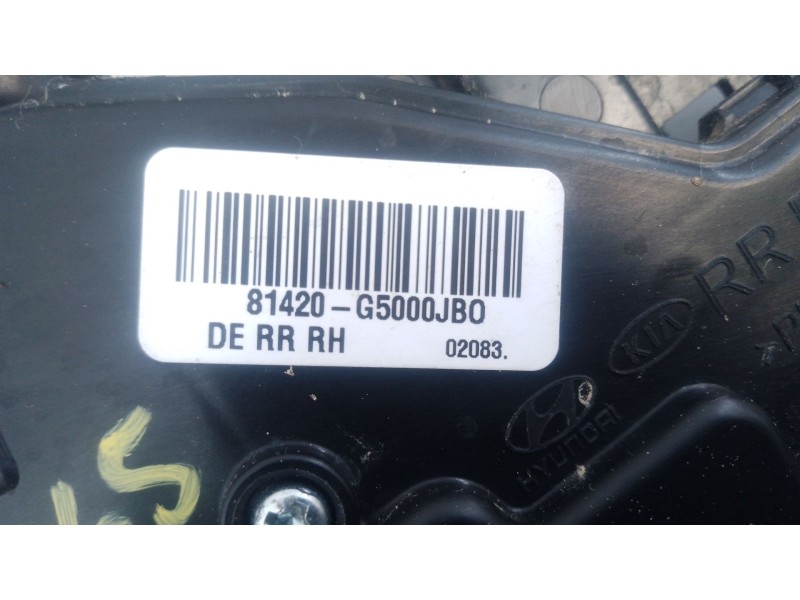 81420-G5000JBO
DE RR RH 02083.
RR
KIA
HYUNDAI